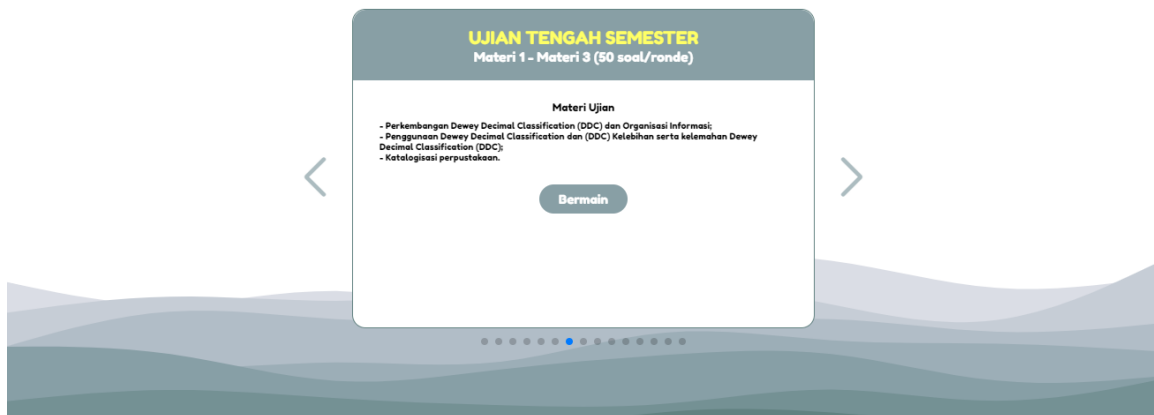 UJIAN TENGAH SEMESTER
Materi 1 - Materi 3 (50 soal/ronde)
Materi Ujian
- Perkembangan Dewey Decimal Classification (DDC) dan Organisasi Informasi;
- Penggunaan Dewey Decimal Classification dan (DDC) Kelebihan serta kelemahan Dewey
Decimal Classification (DDC);
- Katalogisasi perpustakaan.
Bermain